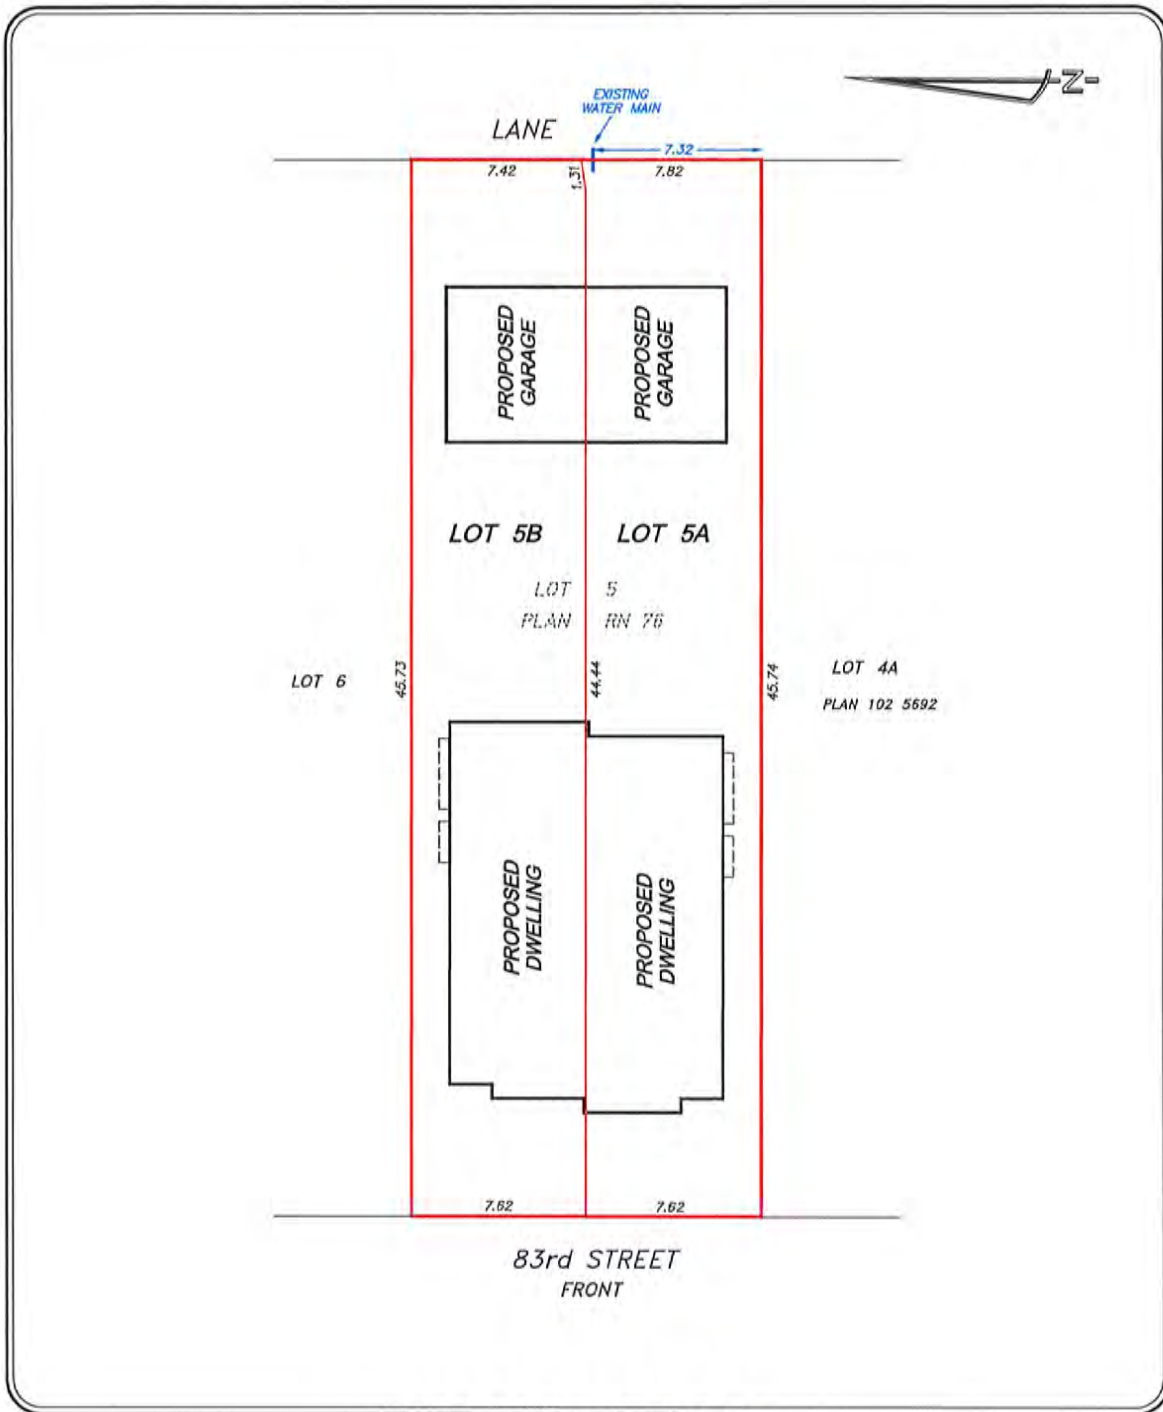 -Z-
EXISTING
WATER MAIN
LANE
7.32
7.42
1.31
7.82
PROPOSED
GARAGE
PROPOSED
GARAGE
LOT 5B
LOT 5A
LOT 5
PLAN RN 76
LOT 6
45.73
44.44
45.74
LOT 4A
PLAN 102 5692
PROPOSED
DWELLING
PROPOSED
DWELLING
7.62
7.62
83rd STREET
FRONT